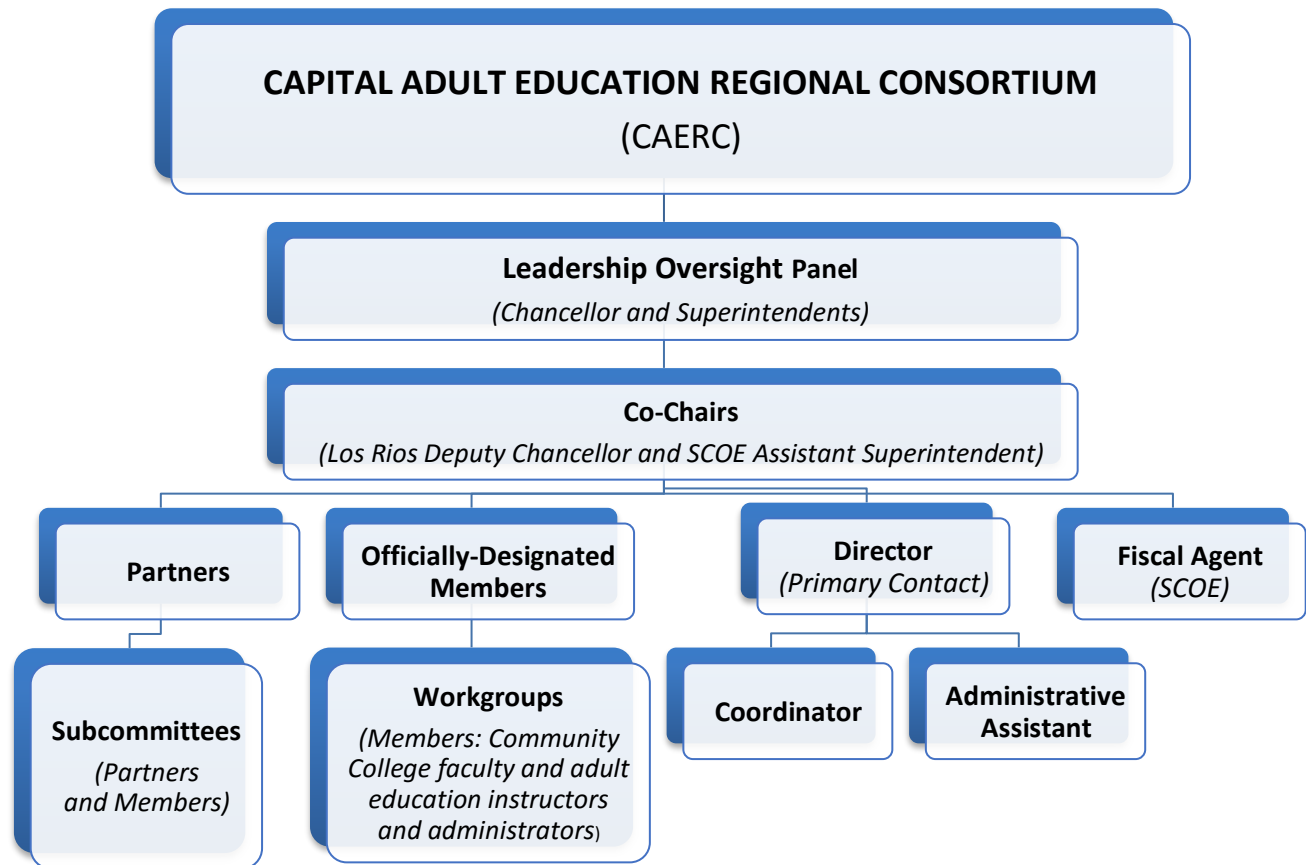 CAPITAL ADULT EDUCATION REGIONAL CONSORTIUM
(CAERC)
Leadership Oversight Panel
(Chancellor and Superintendents)
Co-Chairs
(Los Rios Deputy Chancellor and SCOE Assistant Superintendent)
Partners
Officially-Designated
Members
Director
(Primary Contact)
Fiscal Agent
(SCOE)
Subcommittees
(Partners
and Members)
Workgroups
(Members: Community
College faculty and adult
education instructors
and administrators)
Coordinator
Administrative
Assistant